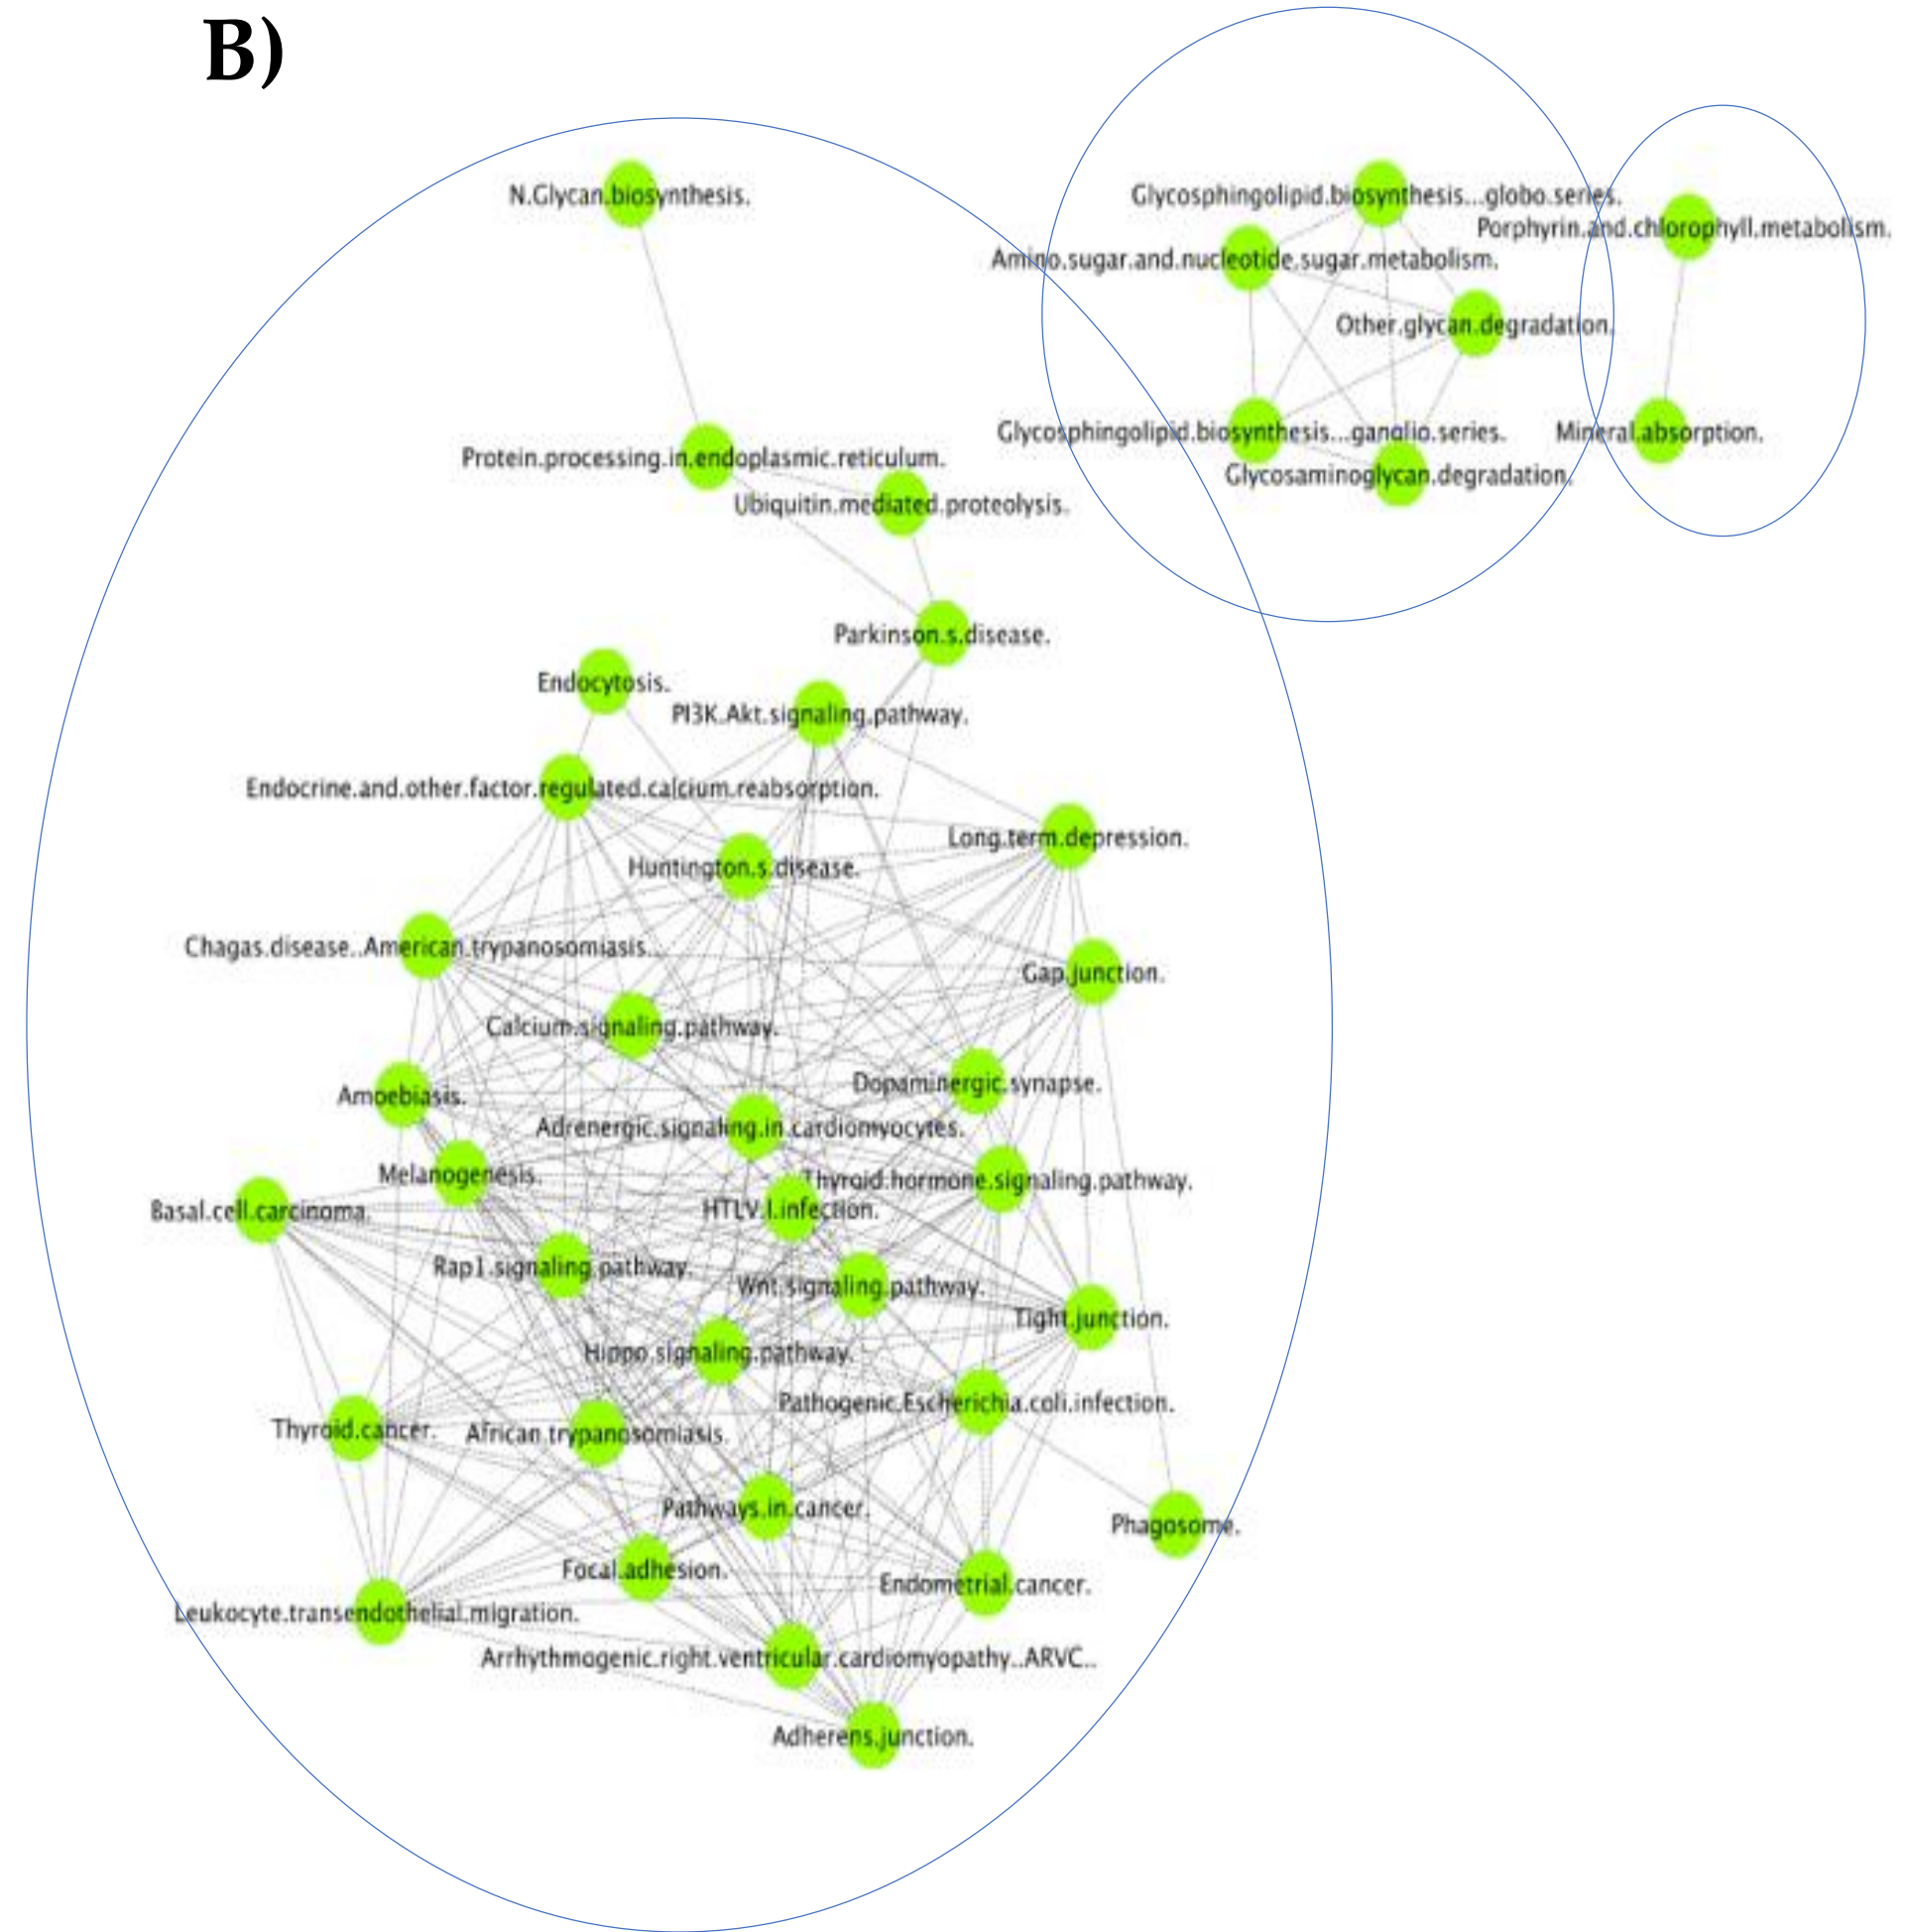 B)
N.Glycan.biosynthesis.
Glycosphingolipid.biosynthesis...globo.series.
Porphyrin.and.chlorophyll.metabolism.
Amino.sugar.and.nucleotide.sugar.metabolism.
Other.glycan.degradation.
Glycosphingolipid.biosynthesis...ganglio.series.
Mineral.absorption.
Glycosaminoglycan.degradation.
Protein.processing.in.endoplasmic.reticulum.
Ubiquitin.mediated.proteolysis.
Parkinson.s.disease.
Endocytosis.
PI3K.Akt.signaling.pathway.
Endocrine.and.other.factor.regulated.calcium.reabsorption.
Long.term.depression.
Huntington.s.disease.
Chagas.disease..American.trypanosomiasis..
Gap.junction.
Calcium.signaling.pathway.
Dopaminergic.synapse.
Amoebiasis.
Adrenergic.signaling.in.cardiomyocytes.
Melanogenesis.
Thyroid.hormone.signaling.pathway.
Basal.cell.carcinoma.
HTLV.I.infection.
Rap1.signaling.pathway.
Wnt.signaling.pathway.
Tight.junction.
Hippo.signaling.pathway.
Pathogenic.Escherichia.coli.infection.
Thyroid.cancer.
African.trypanosomiasis.
Pathways.in.cancer.
Phagosome.
Focal.adhesion.
Endometrial.cancer.
Leukocyte.transendothelial.migration.
Arrhythmogenic.right.ventricular.cardiomyopathy..ARVC..
Adherens.junction.